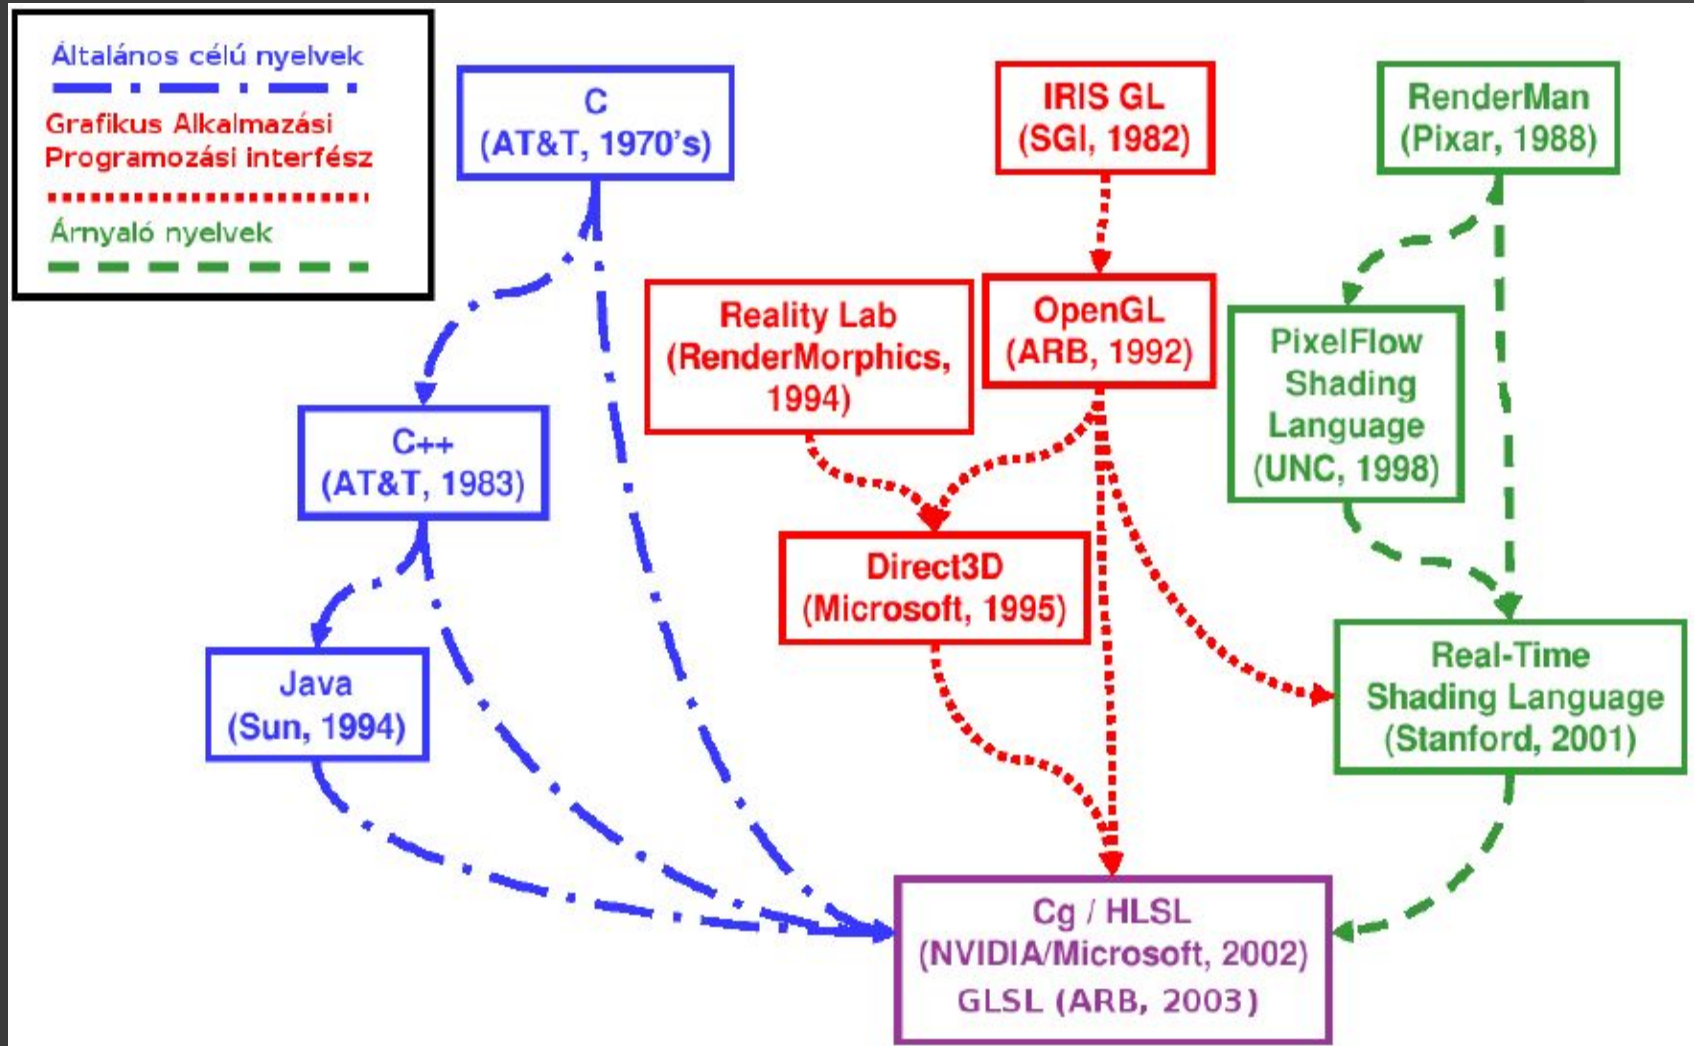 Általános célú nyelvek
Grafikus Alkalmazási
Programozási interfész
Árnyaló nyelvek
C
(AT&T, 1970's)
IRIS GL
(SGI, 1982)
RenderMan
(Pixar, 1988)
Reality Lab
(RenderMorphics,
1994)
OpenGL
(ARB, 1992)
PixelFlow
Shading
Language
(UNC, 1998)
C++
(AT&T, 1983)
Direct3D
(Microsoft, 1995)
Java
(Sun, 1994)
Real-Time
Shading Language
(Stanford, 2001)
Cg / HLSL
(NVIDIA/Microsoft, 2002)
GLSL (ARB, 2003)